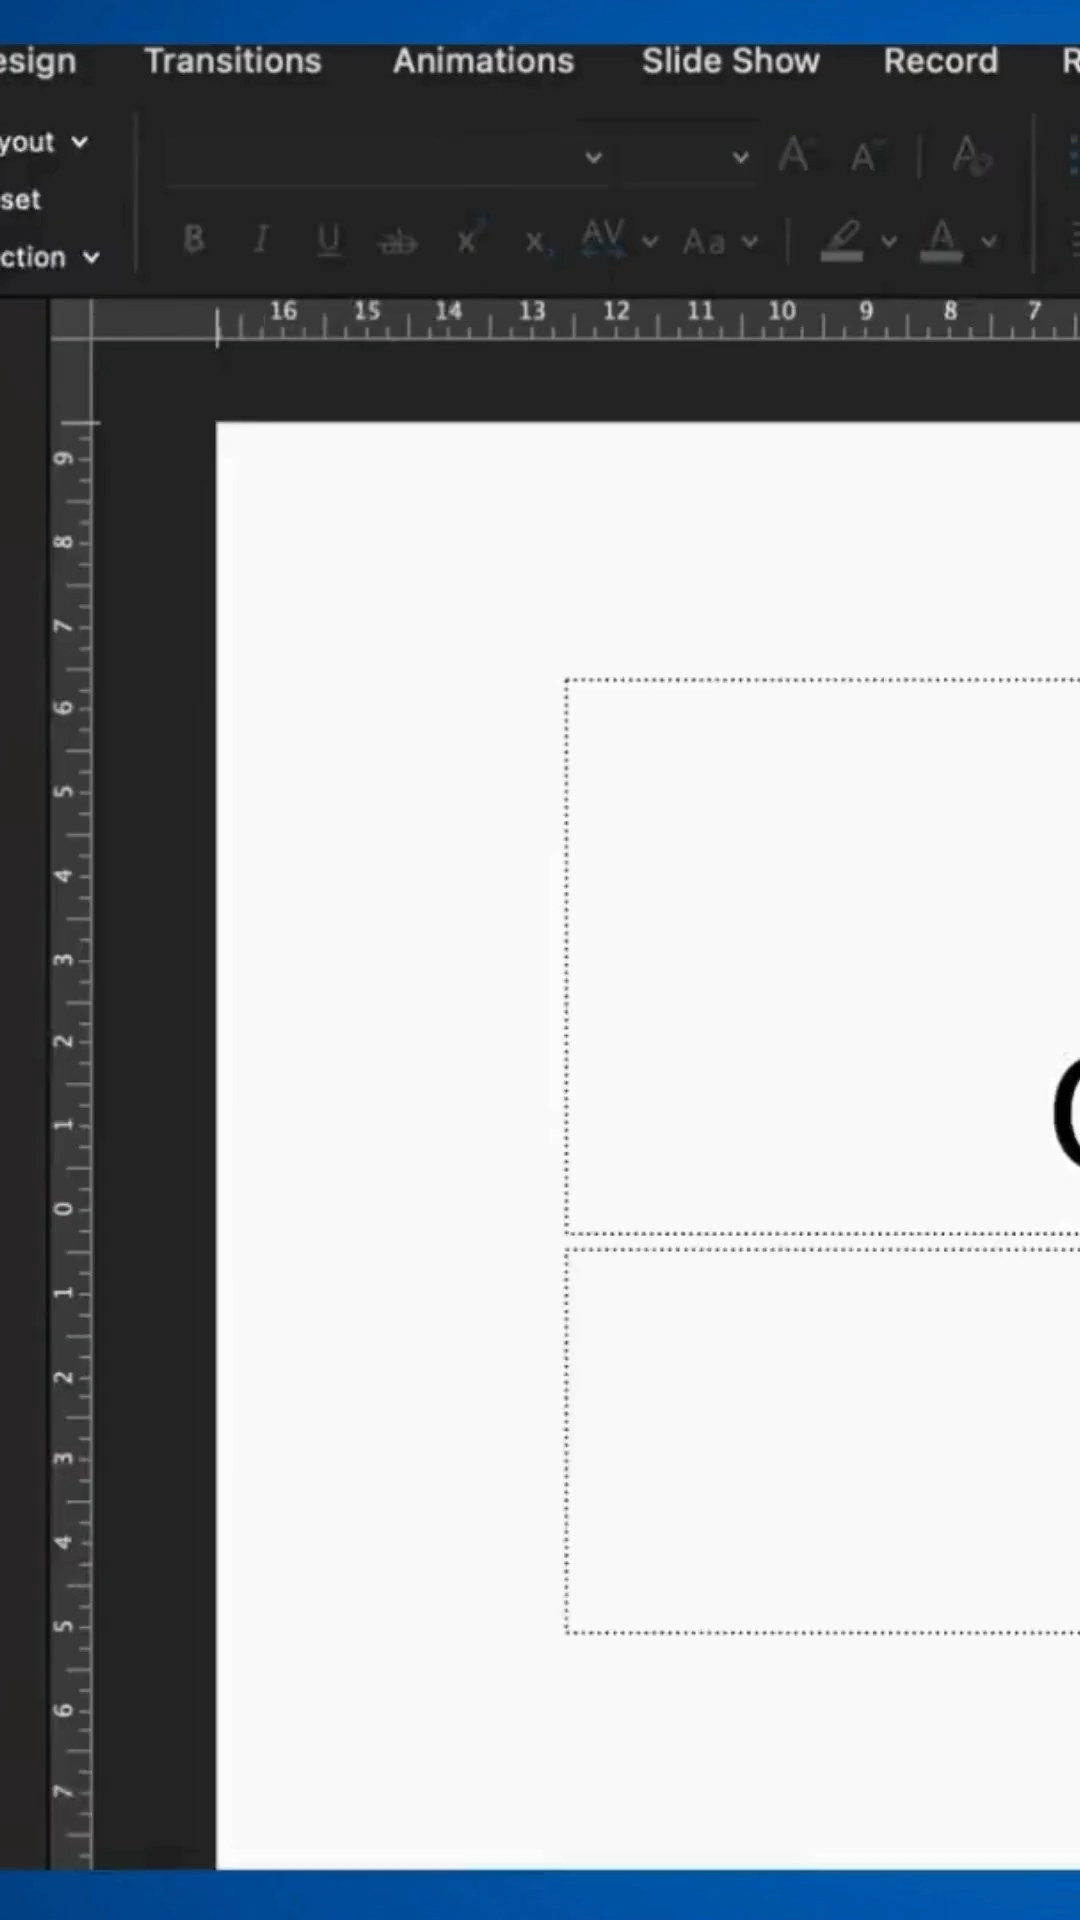 esign Transitions Animations Slide Show Record R
yout
set
ction
B I U ab x x AV Aa A
16 15 14 13 12 11 10 9 8 7
9
8
7
6
5
4
3
2
1
0
1
2
3
4
5
6
7
C